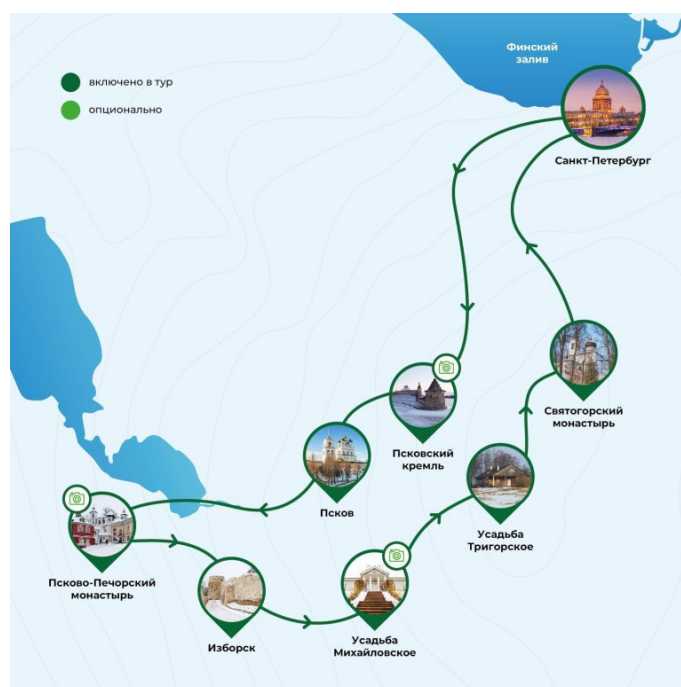 Финский
залив
включено в тур
опционально
Санкт-Петербург
Святогорский
монастырь
Псковский
кремль
Псков
Усадьба
Тригорское
Псково-Печорский
монастырь
Изборск
Усадьба
Михайловское